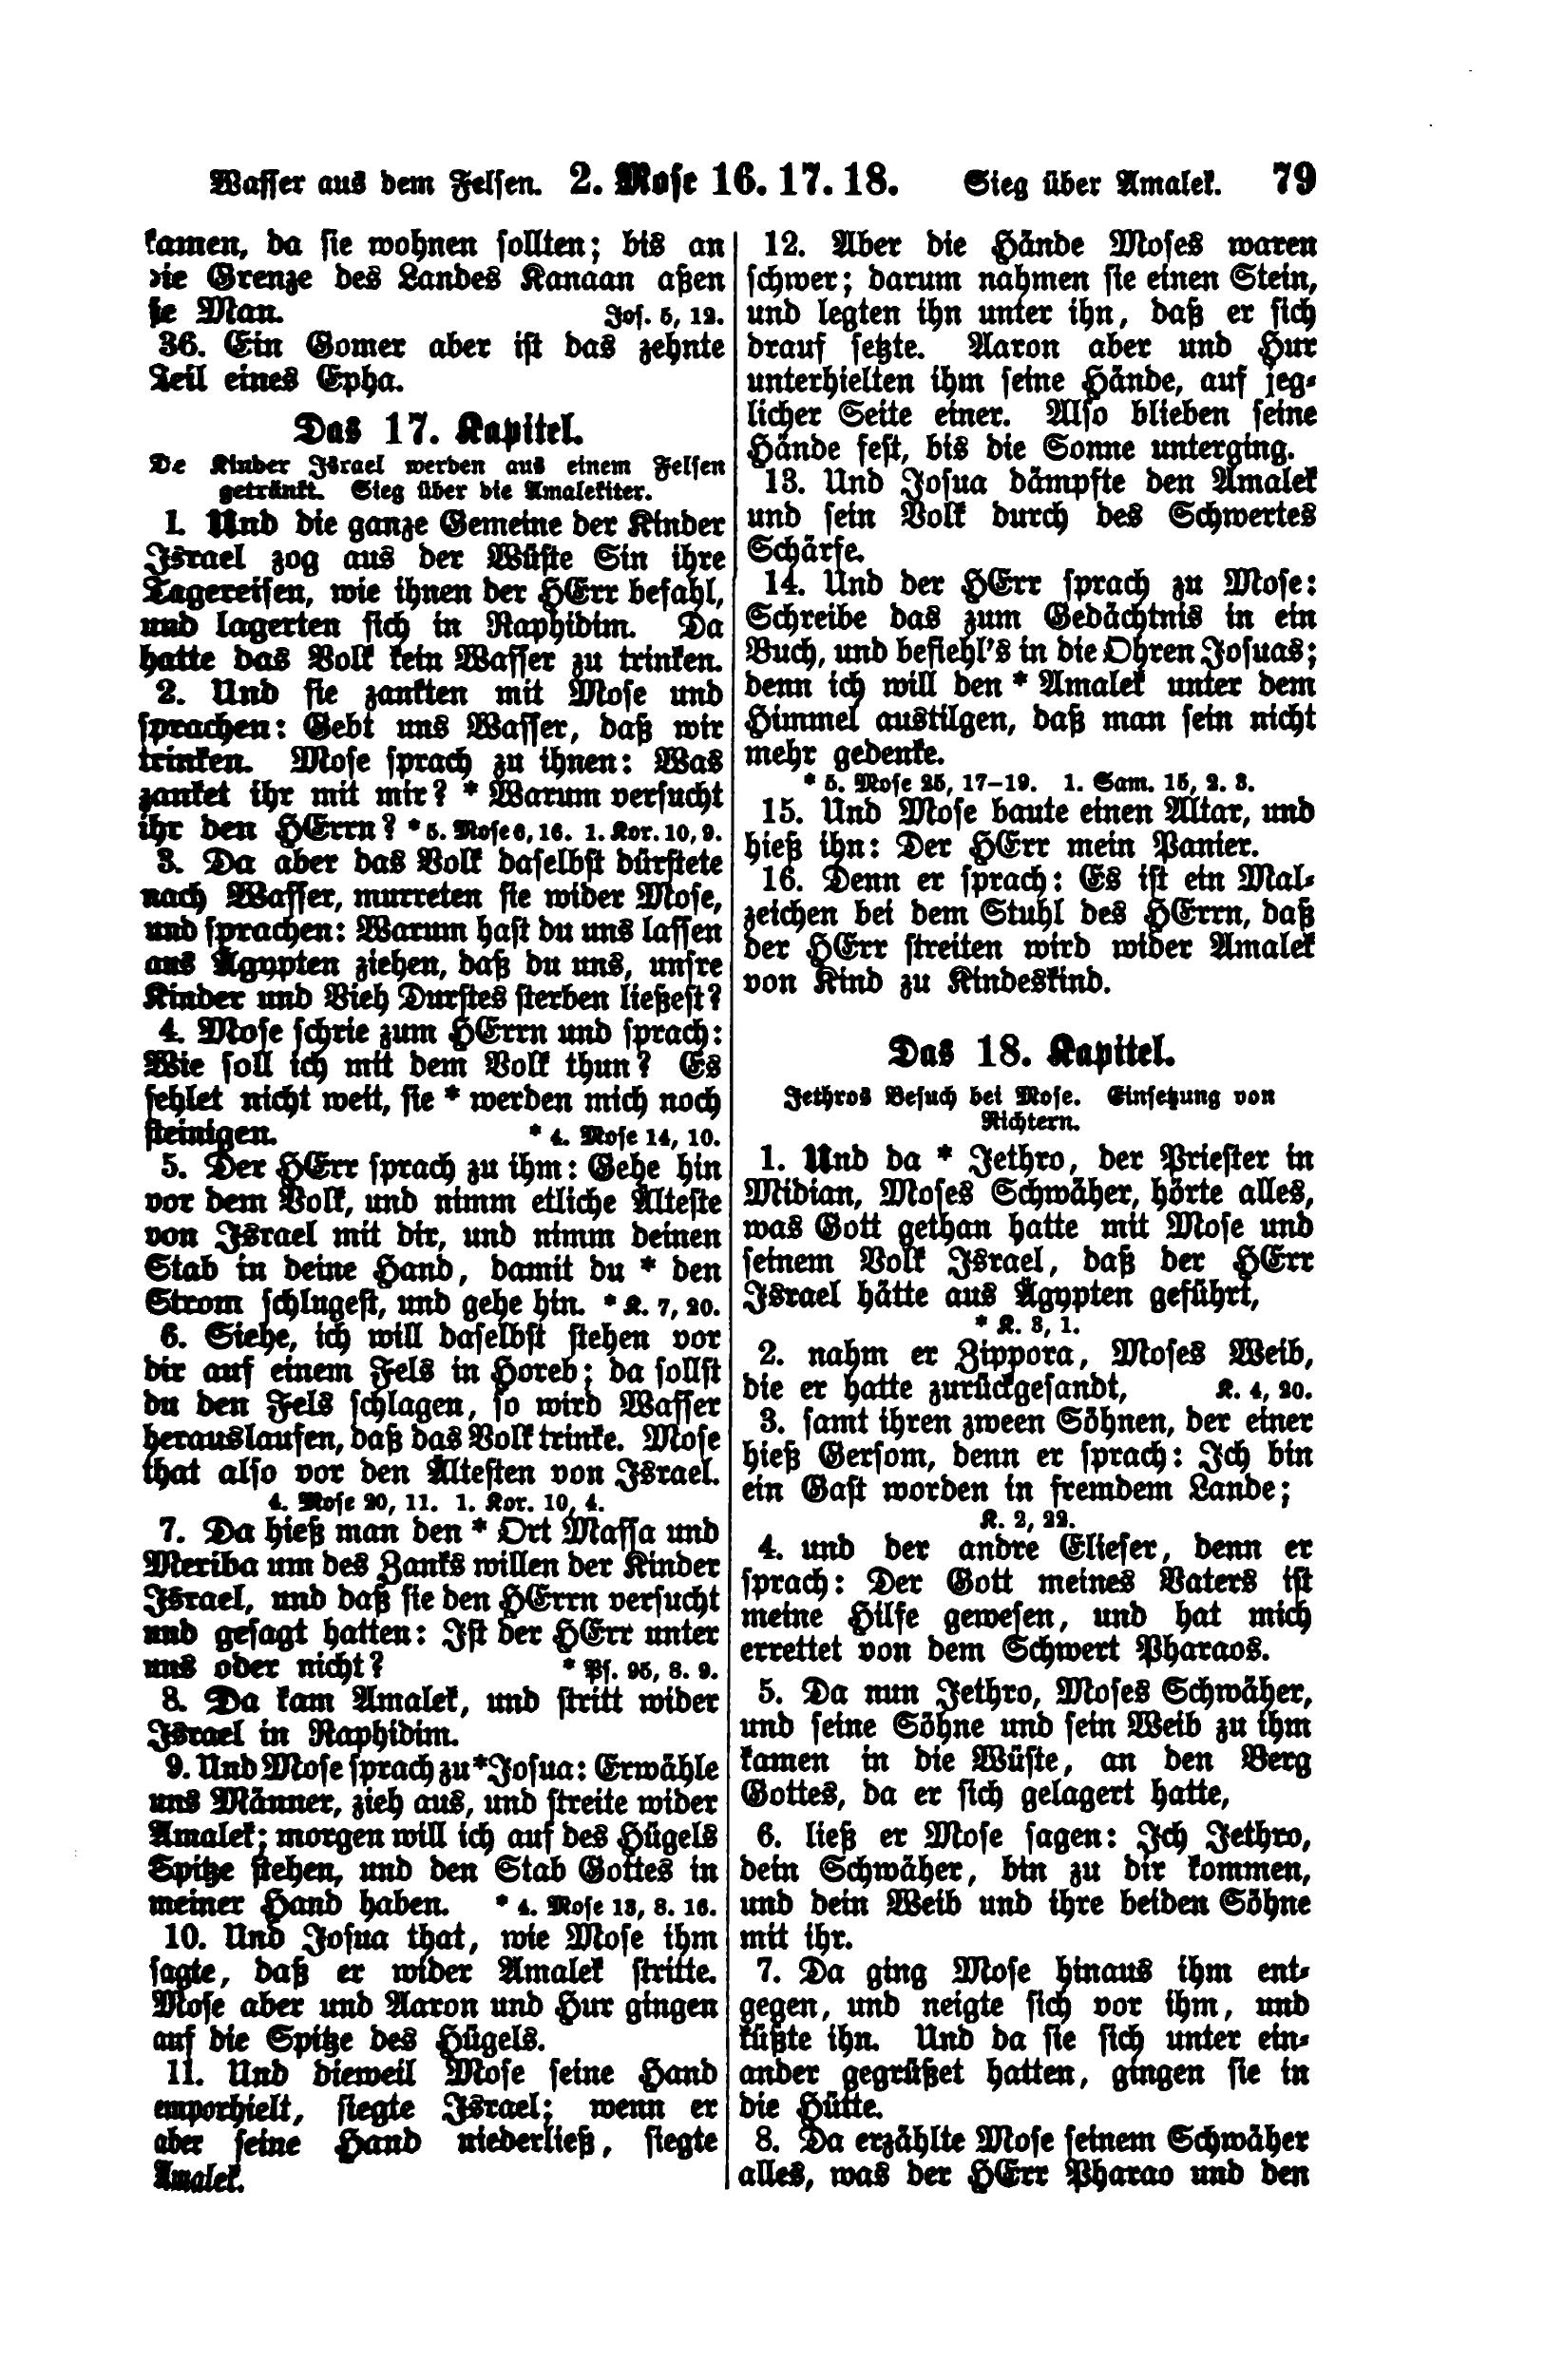 Wasser aus dem Felsen. 2. Mose 16. 17. 18. Sieg über Amalek. 79
kamen, da sie wohnen sollten; bis an
die Grenze des Landes Kanaan aßen
sie Man. Jos. 5, 12.
36. Ein Gomer aber ist das zehnte
Teil eines Epha.
Das 17. Kapitel.
De Kinder Israel werden aus einem Felsen
getränkt. Sieg über die Amalekiter.
1. Und die ganze Gemeine der Kinder
Israel zog aus der Wüste Sin ihre
Tagereisen, wie ihnen der HErr befahl,
und lagerten sich in Raphidim. Da
hatte das Volk kein Wasser zu trinken.
2. Und sie zankten mit Mose und
sprachen: Gebt uns Wasser, daß wir
trinken. Mose sprach zu ihnen: Was
zanket ihr mit mir? * Warum versucht
ihr den HErrn? * 5. Mose 6, 16. 1. Kor. 10, 9.
3. Da aber das Volk daselbst dürstete
nach Wasser, murreten sie wider Mose,
und sprachen: Warum hast du uns lassen
aus Ägypten ziehen, daß du uns, unsre
Kinder und Vieh Durstes sterben ließest?
4. Mose schrie zum HErrn und sprach:
Wie soll ich mit dem Volk thun? Es
fehlet nicht weit, sie * werden mich noch
steinigen. * 4. Mose 14, 10.
5. Der HErr sprach zu ihm: Gehe hin
vor dem Volk, und nimm etliche Älteste
von Israel mit dir, und nimm deinen
Stab in deine Hand, damit du * den
Strom schlugest, und gehe hin. * K. 7, 20.
6. Siehe, ich will daselbst stehen vor
dir auf einem Fels in Horeb; da sollst
du den Fels schlagen, so wird Wasser
herauslaufen, daß das Volk trinke. Mose
that also vor den Ältesten von Israel.
4. Mose 20, 11. 1. Kor. 10, 4.
7. Da hieß man den * Ort Massa und
Meriba um des Zanks willen der Kinder
Israel, und daß sie den HErrn versucht
und gesagt hatten: Ist der HErr unter
uns oder nicht? * Ps. 95, 8. 9.
8. Da kam Amalek, und stritt wider
Israel in Raphidim.
9. Und Mose sprach zu * Josua: Erwähle
uns Männer, zieh aus, und streite wider
Amalek; morgen will ich auf des Hügels
Spitze stehen, und den Stab Gottes in
meiner Hand haben. * 4. Mose 13, 8. 16.
10. Und Josua that, wie Mose ihm
sagte, daß er wider Amalek stritte.
Mose aber und Aaron und Hur gingen
auf die Spitze des Hügels.
11. Und dieweil Mose seine Hand
emporhielt, siegte Israel; wenn er
aber seine Hand niederließ, siegte
Amalek.
12. Aber die Hände Moses waren
schwer; darum nahmen sie einen Stein,
und legten ihn unter ihn, daß er sich
drauf setzte. Aaron aber und Hur
unterhielten ihm seine Hände, auf jeg-
licher Seite einer. Also blieben seine
Hände fest, bis die Sonne unterging.
13. Und Josua dämpfte den Amalek
und sein Volk durch des Schwertes
Schärfe.
14. Und der HErr sprach zu Mose:
Schreibe das zum Gedächtnis in ein
Buch, und befiehl's in die Ohren Josuas;
denn ich will den * Amalek unter dem
Himmel austilgen, daß man sein nicht
mehr gedenke.
* 5. Mose 25, 17–19. 1. Sam. 15, 2. 3.
15. Und Mose baute einen Altar, und
hieß ihn: Der HErr mein Panier.
16. Denn er sprach: Es ist ein Mal-
zeichen bei dem Stuhl des HErrn, daß
der HErr streiten wird wider Amalek
von Kind zu Kindeskind.
Das 18. Kapitel.
Jethros Besuch bei Mose. Einsetzung von
Richtern.
1. Und da * Jethro, der Priester in
Midian, Moses Schwäher, hörte alles,
was Gott gethan hatte mit Mose und
seinem Volk Israel, daß der HErr
Israel hätte aus Ägypten geführt,
* K. 3, 1.
2. nahm er Zippora, Moses Weib,
die er hatte zurückgesandt, K. 4, 20.
3. samt ihren zween Söhnen, der einer
hieß Gersom, denn er sprach: Ich bin
ein Gast worden in fremdem Lande;
K. 2, 22.
4. und der andre Elieser, denn er
sprach: Der Gott meines Vaters ist
meine Hilfe gewesen, und hat mich
errettet von dem Schwert Pharaos.
5. Da nun Jethro, Moses Schwäher,
und seine Söhne und sein Weib zu ihm
kamen in die Wüste, an den Berg
Gottes, da er sich gelagert hatte,
6. ließ er Mose sagen: Ich Jethro,
dein Schwäher, bin zu dir kommen,
und dein Weib und ihre beiden Söhne
mit ihr.
7. Da ging Mose hinaus ihm ent-
gegen, und neigte sich vor ihm, und
küßte ihn. Und da sie sich unter ein-
ander gegrüßet hatten, gingen sie in
die Hütte.
8. Da erzählte Mose seinem Schwäher
alles, was der HErr Pharao und den